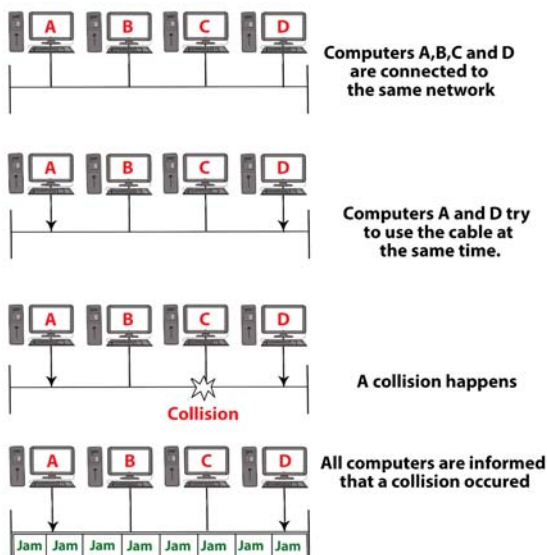 A B C D
Computers A,B,C and D
are connected to
the same network
A B C D
Computers A and D try
to use the cable at
the same time.
A B C D
A collision happens
Collision
A B C D
All computers are informed
that a collision occured
Jam Jam Jam Jam Jam Jam Jam Jam